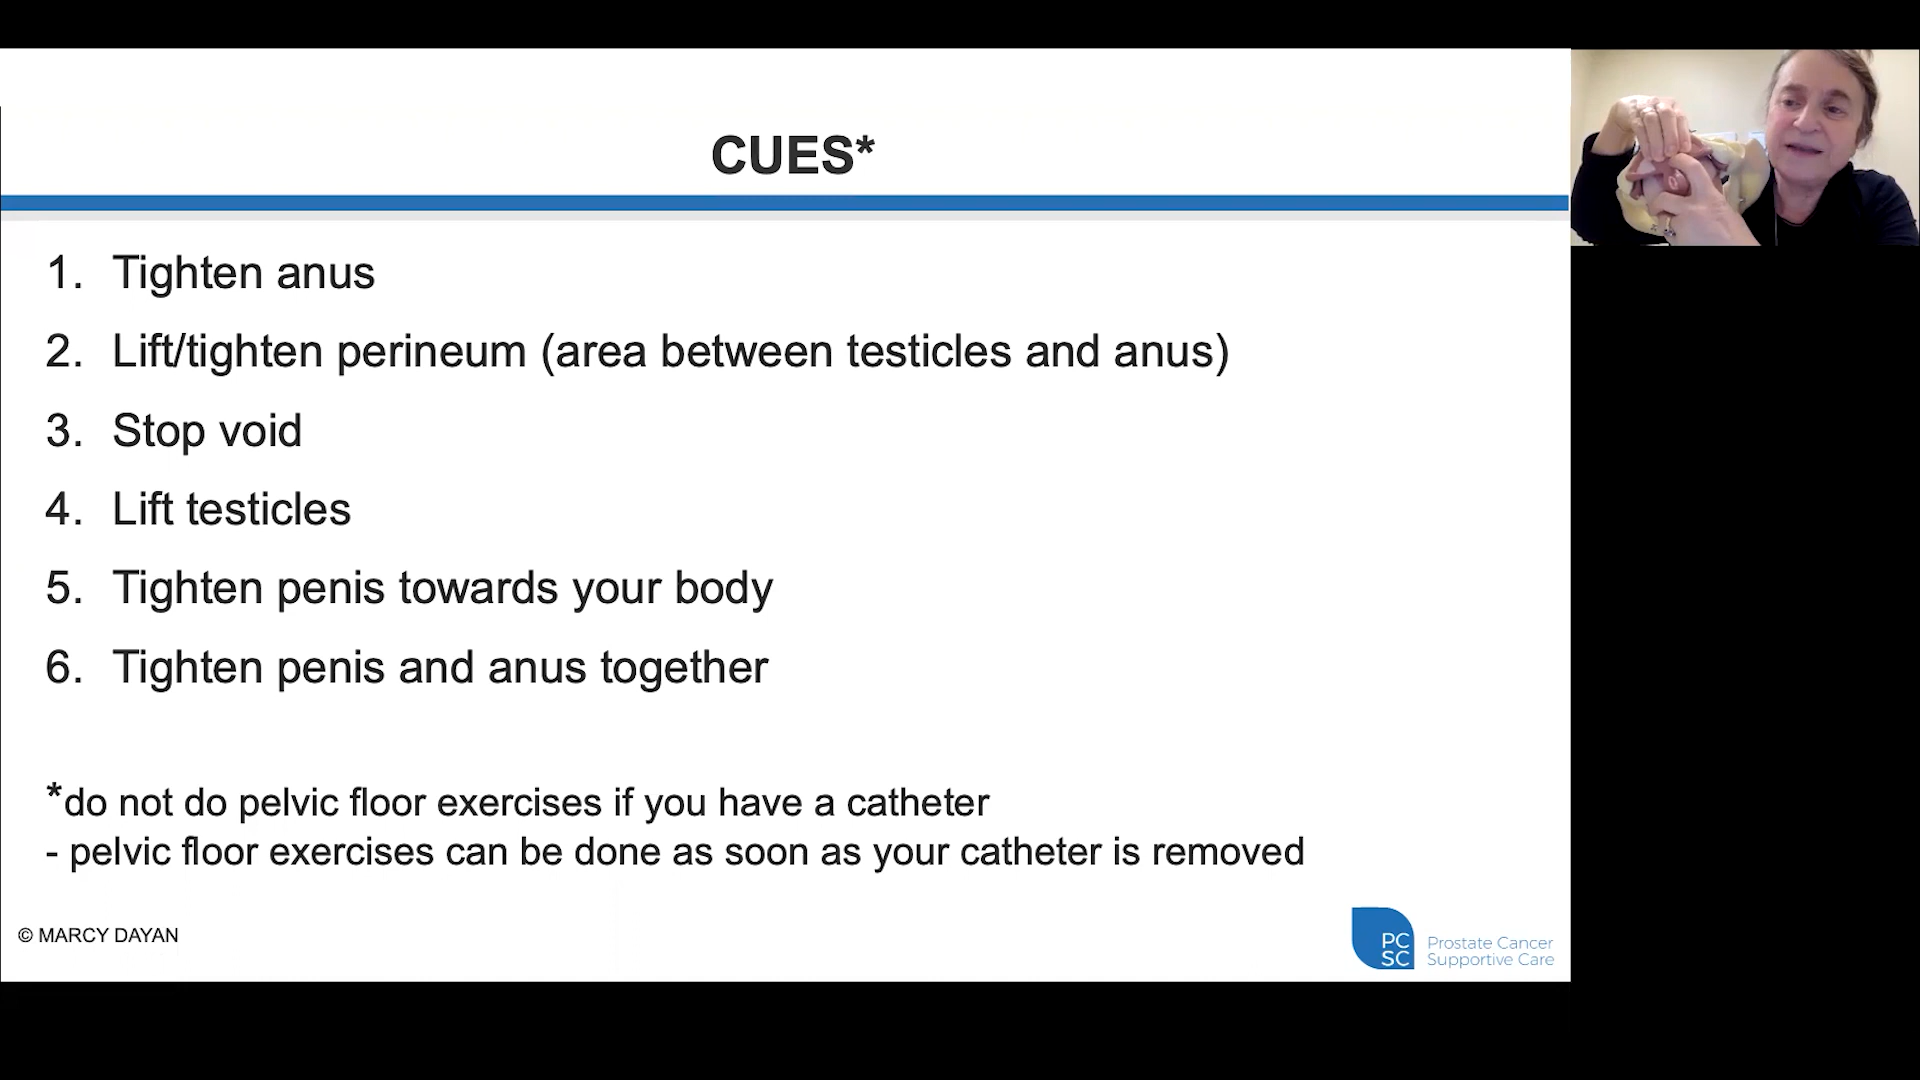 CUES*
1. Tighten anus
2. Lift/tighten perineum (area between testicles and anus)
3. Stop void
4. Lift testicles
5. Tighten penis towards your body
6. Tighten penis and anus together
*do not do pelvic floor exercises if you have a catheter
- pelvic floor exercises can be done as soon as your catheter is removed
© MARCY DAYAN
PC
SC
Prostate Cancer
Supportive Care